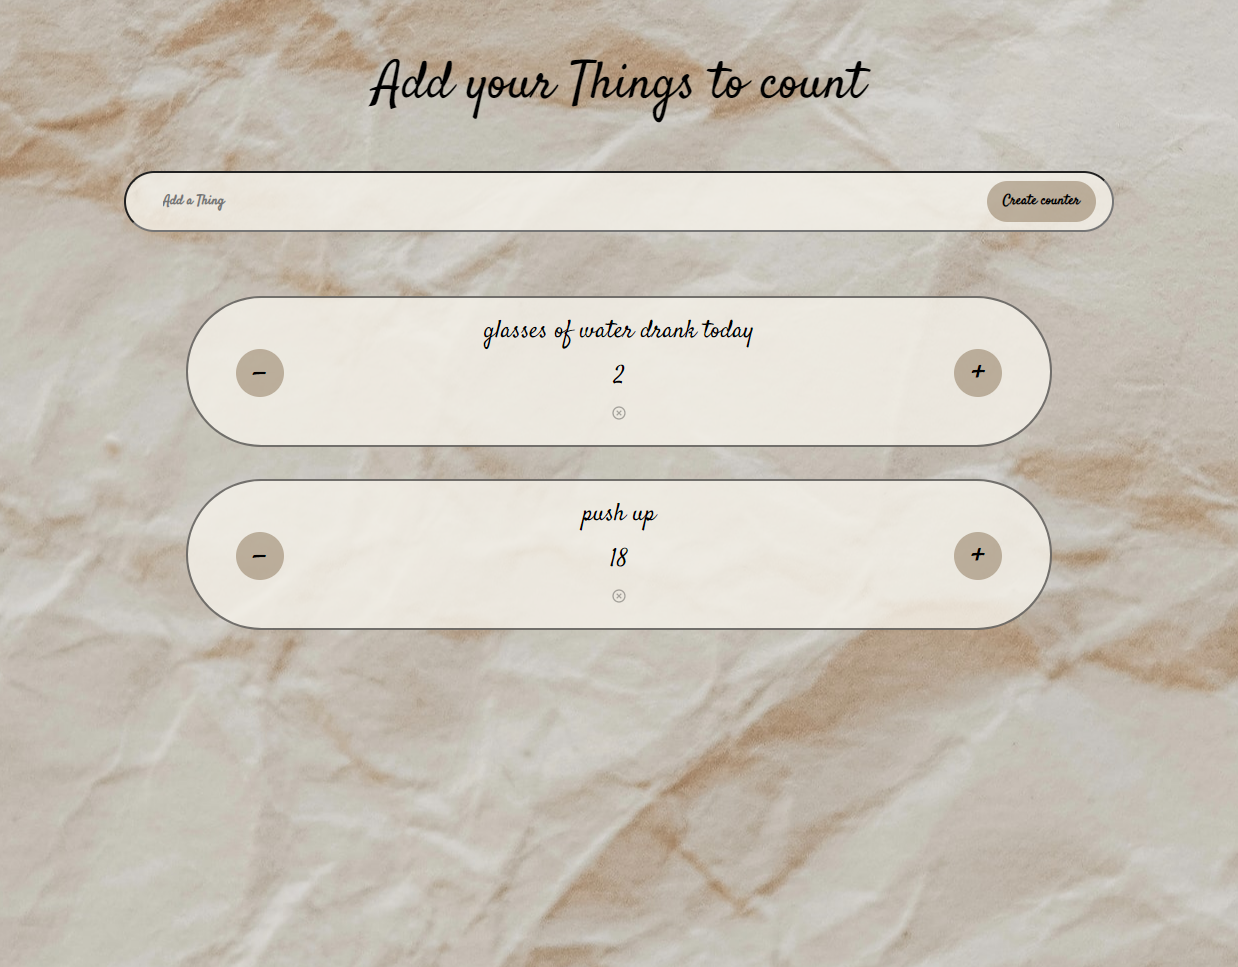 Add your Things to count
Add a Thing
Create counter
glasses of water drank today
–
2
+
push up
–
18
+